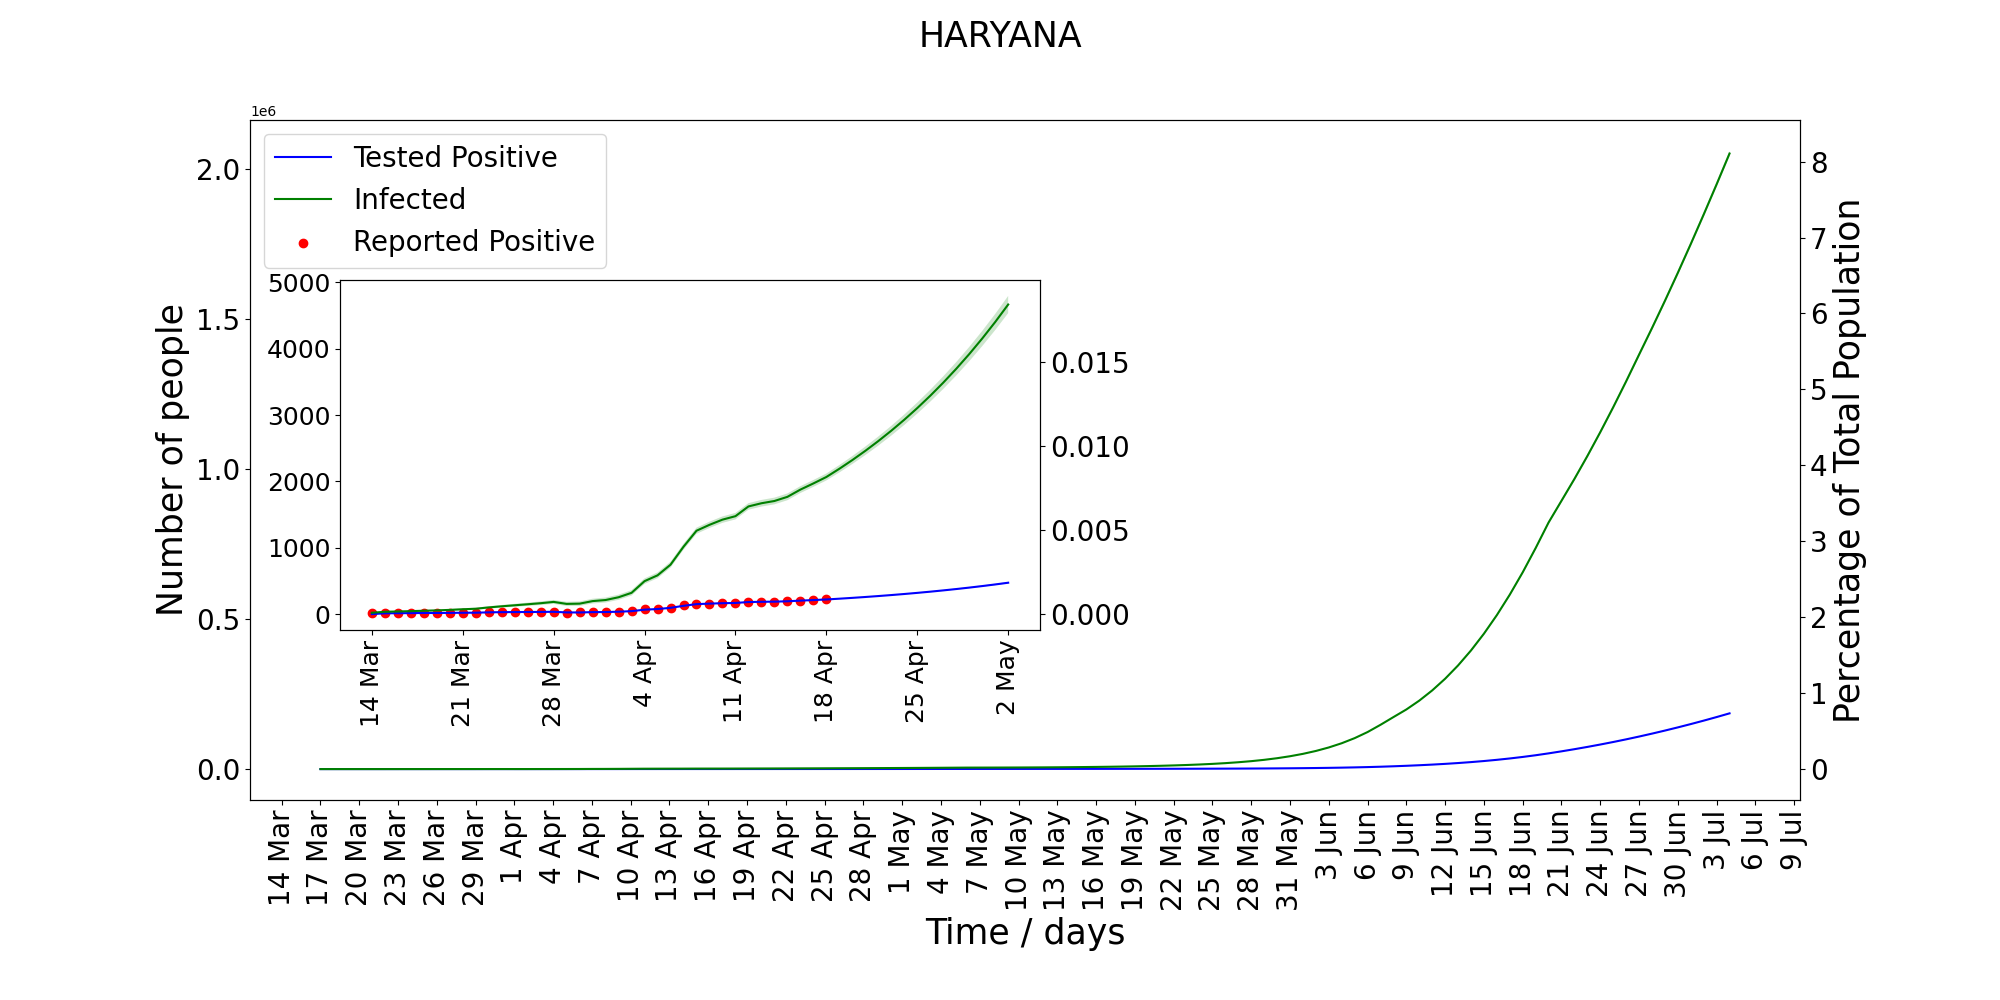 HARYANA
1e6
Tested Positive
Infected
Reported Positive
2.0
1.5
1.0
0.5
0.0
Number of people
8
7
6
5
4
3
2
1
0
Percentage of Total Population
5000
4000
3000
2000
1000
0
0.015
0.010
0.005
0.000
14 Mar
21 Mar
28 Mar
4 Apr
11 Apr
18 Apr
25 Apr
2 May
14 Mar
17 Mar
20 Mar
23 Mar
26 Mar
29 Mar
1 Apr
4 Apr
7 Apr
10 Apr
13 Apr
16 Apr
19 Apr
22 Apr
25 Apr
28 Apr
1 May
4 May
7 May
10 May
13 May
16 May
19 May
22 May
25 May
28 May
31 May
3 Jun
6 Jun
9 Jun
12 Jun
15 Jun
18 Jun
21 Jun
24 Jun
27 Jun
30 Jun
3 Jul
6 Jul
9 Jul
Time / days